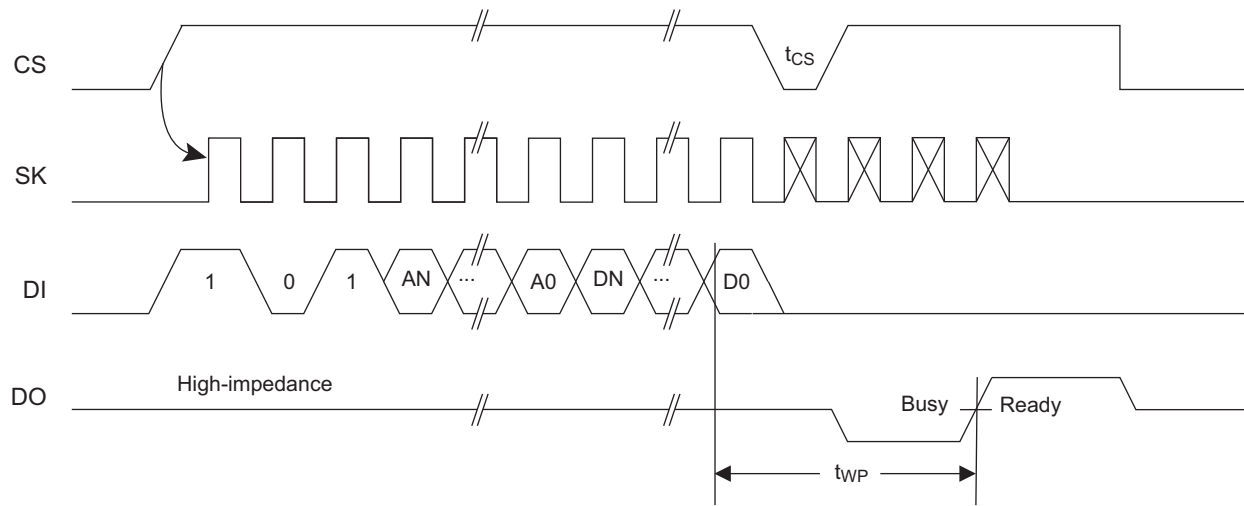 CS
tCS
SK
DI
1 0 1 AN ... A0 DN ... D0
DO
High-impedance
Busy
Ready
tWP